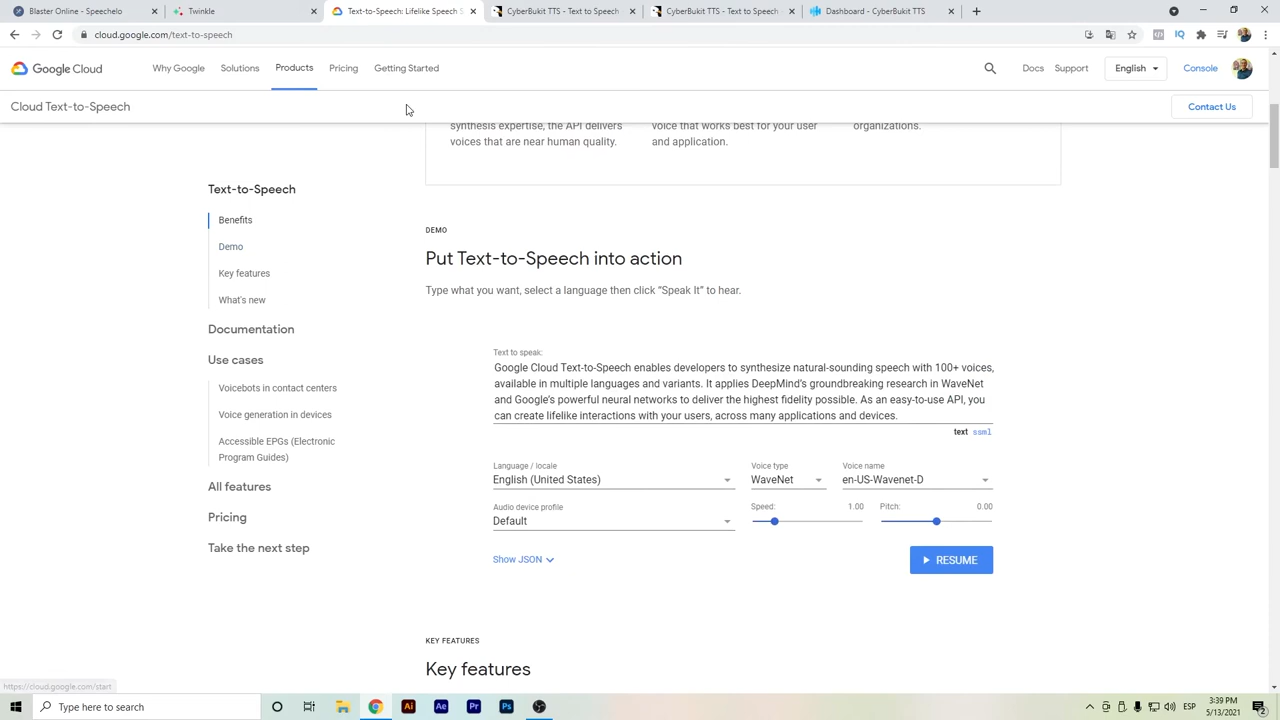 Blaster Online - Speechelo
Twinkle
Text-to-Speech: Lifelike Speech S
CyberBukit TTS - Text to Speech
CyberBukit TTS - Text to Speech
Dashboard - CyberBukit TTS
cloud.google.com/text-to-speech
IQ
Google Cloud
Why Google
Solutions
Products
Pricing
Getting Started
Docs
Support
English
Console
Cloud Text-to-Speech
Contact Us
synthesis expertise, the API delivers
voices that are near human quality.
voice that works best for your user
and application.
organizations.
Text-to-Speech
Benefits
Demo
Key features
What's new
Documentation
Use cases
Voicebots in contact centers
Voice generation in devices
Accessible EPGs (Electronic
Program Guides)
All features
Pricing
Take the next step
DEMO
Put Text-to-Speech into action
Type what you want, select a language then click “Speak It” to hear.
Text to speak:
Google Cloud Text-to-Speech enables developers to synthesize natural-sounding speech with 100+ voices,
available in multiple languages and variants. It applies DeepMind’s groundbreaking research in WaveNet
and Google’s powerful neural networks to deliver the highest fidelity possible. As an easy-to-use API, you
can create lifelike interactions with your users, across many applications and devices.
text ssml
Language / locale
English (United States)
Voice type
WaveNet
Voice name
en-US-Wavenet-D
Audio device profile
Default
Speed: 1.00
Pitch: 0.00
Show JSON
RESUME
KEY FEATURES
Key features
https://cloud.google.com/start
Type here to search
Ai
Ae
Pr
Ps
ESP
3:39 PM
5/13/2021
2